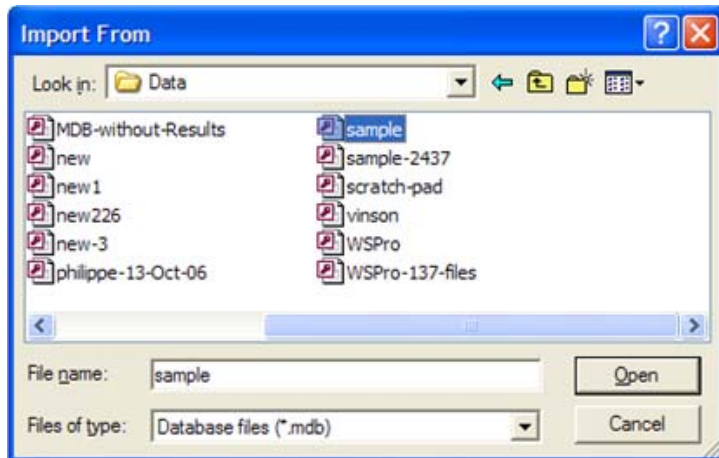 Import From
Look in: Data
MDB-without-Results
new
new1
new226
new-3
philippe-13-Oct-06
sample
sample-2437
scratch-pad
vinson
WSPro
WSPro-137-files
File name: sample
Open
Files of type: Database files (*.mdb)
Cancel